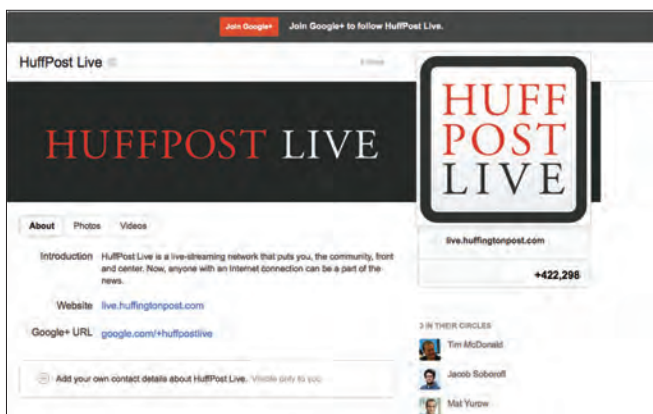 Join Google+ Join Google+ to follow HuffPost Live.
HuffPost Live
HUFFPOST LIVE
HUFF
POST
LIVE
About Photos Videos
Introduction HuffPost Live is a live-streaming network that puts you, the community, front
and center. Now, anyone with an Internet connection can be a part of the
news.
Website live.huffingtonpost.com
Google+ URL google.com/+huffpostlive
Add your own contact details about HuffPost Live. Visible only to you.
live.huffingtonpost.com
+422,298
3 IN THEIR CIRCLES
Tim McDonald
Jacob Soboroff
Mat Yurow